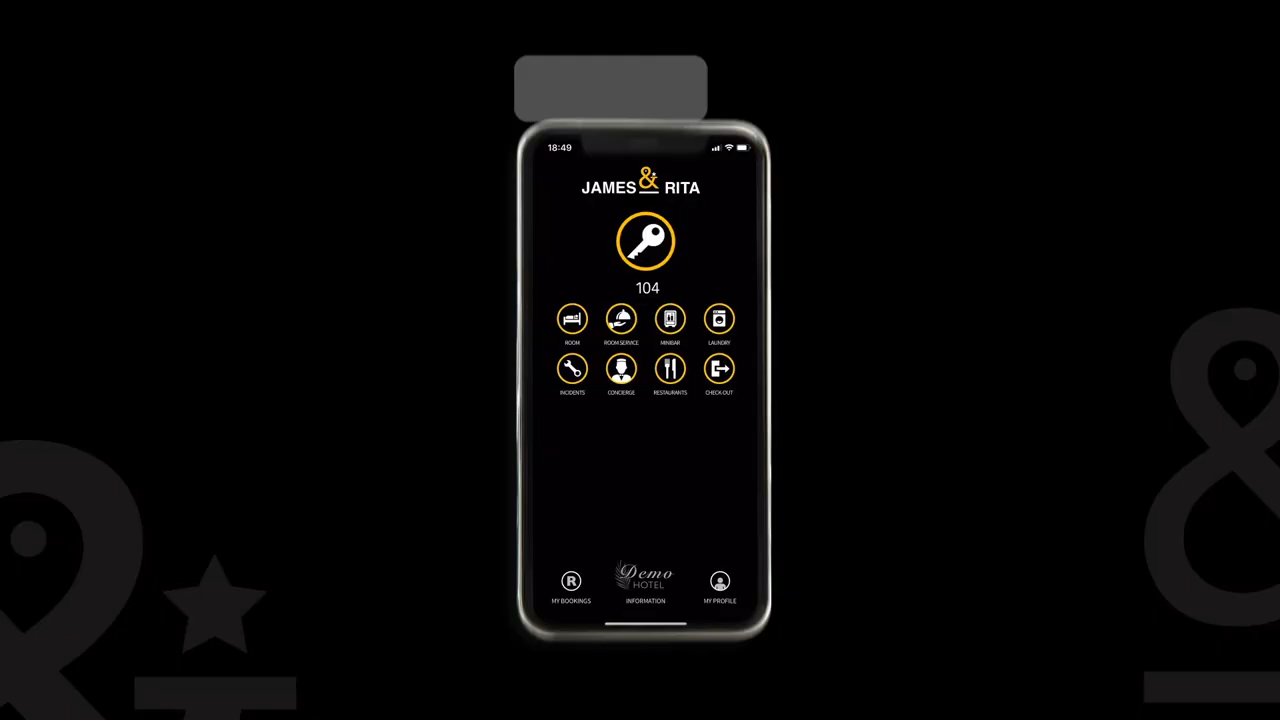 18:49
JAMES & RITA
104
ROOM ROOM SERVICE MINIBAR LAUNDRY
INCIDENTS CONCIERGE RESTAURANTS CHECK-OUT
R Demo
HOTEL
MY BOOKINGS INFORMATION MY PROFILE
&
&